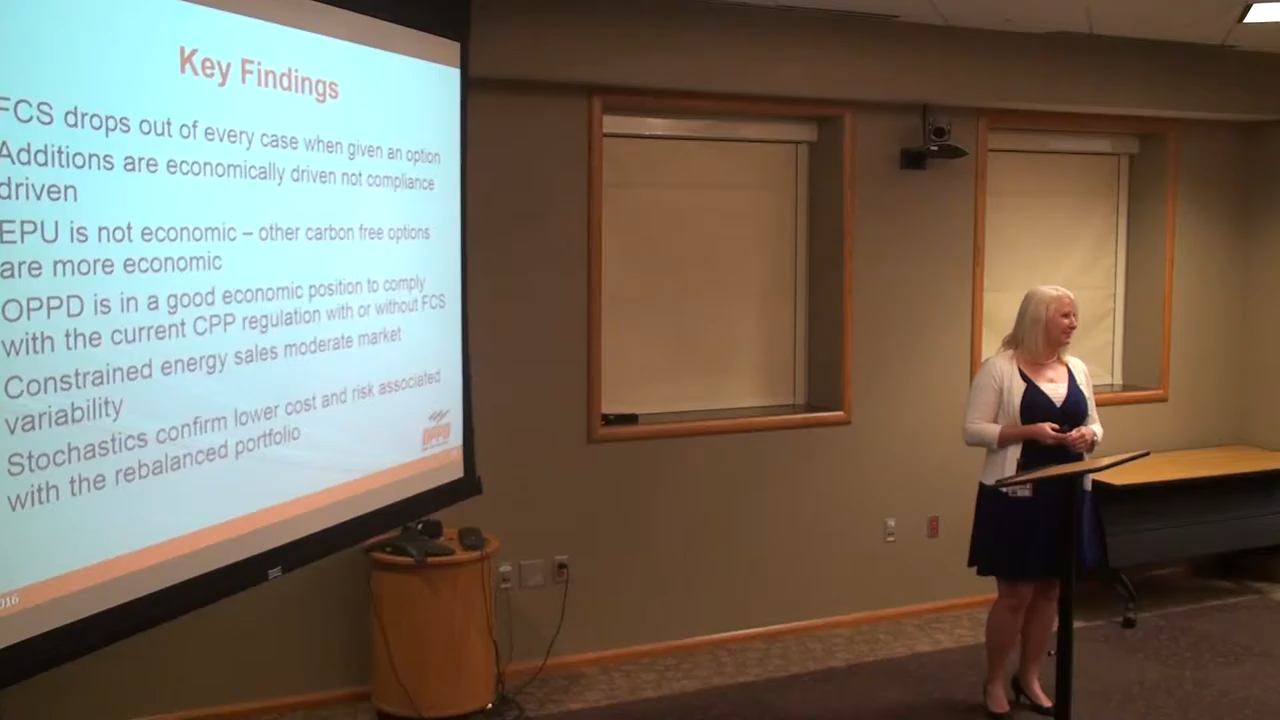 Key Findings
FCS drops out of every case when given an option
Additions are economically driven not compliance
driven
EPU is not economic – other carbon free options
are more economic
OPPD is in a good economic position to comply
with the current CPP regulation with or without FCS
Constrained energy sales moderate market
variability
Stochastics confirm lower cost and risk associated
with the rebalanced portfolio
OPPD
016